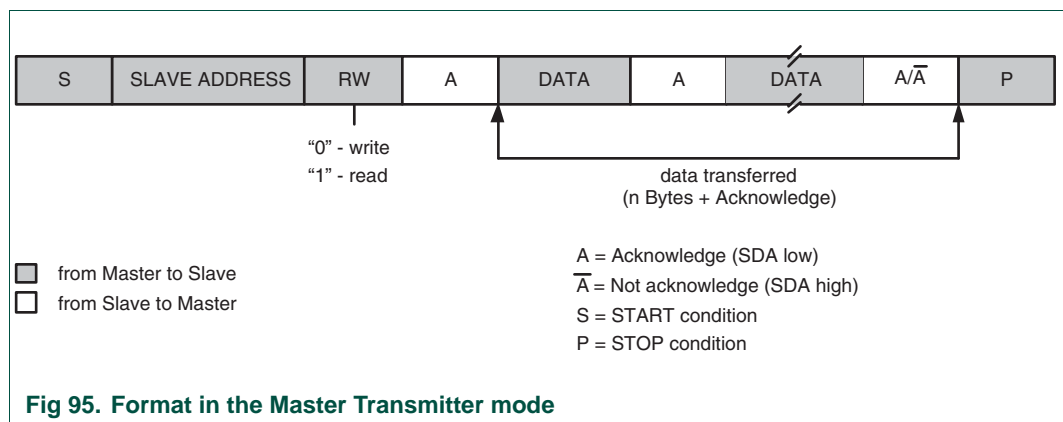 S SLAVE ADDRESS RW A DATA A DATA A/A̅ P
“0” - write
“1” - read
data transferred
(n Bytes + Acknowledge)
from Master to Slave
from Slave to Master
A = Acknowledge (SDA low)
A̅ = Not acknowledge (SDA high)
S = START condition
P = STOP condition
Fig 95. Format in the Master Transmitter mode